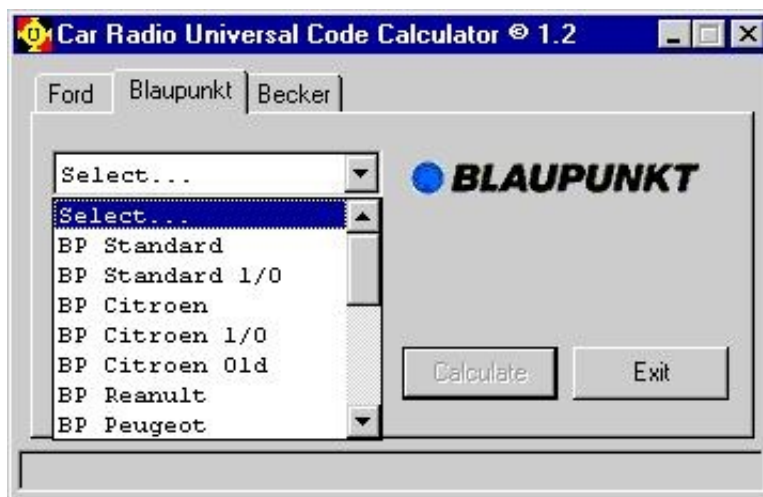 Car Radio Universal Code Calculator © 1.2
Ford Blaupunkt Becker
Select...
BLAUPUNKT
Select...
BP Standard
BP Standard 1/0
BP Citroen
BP Citroen 1/0
BP Citroen Old
BP Reanult
BP Peugeot
Calculate
Exit